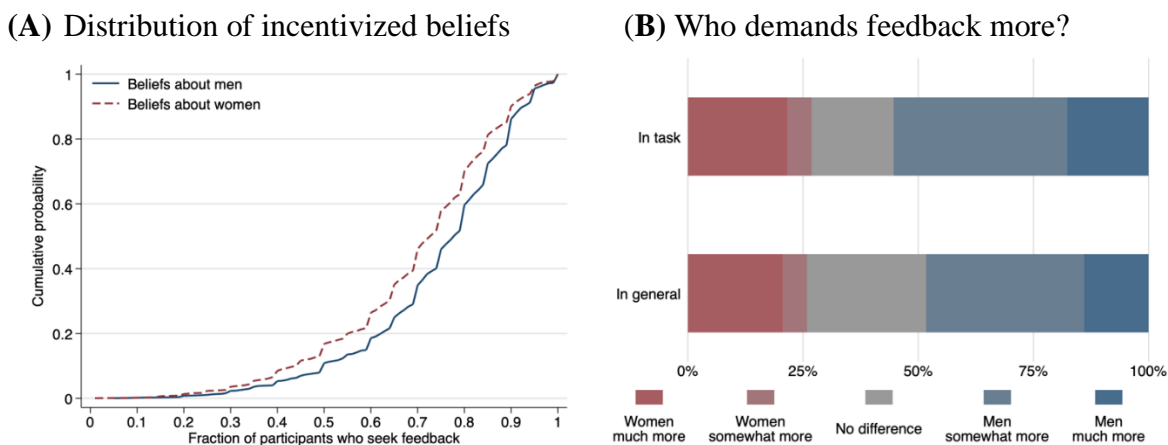 (A) Distribution of incentivized beliefs
Beliefs about men
Beliefs about women
Cumulative probability
1
0.8
0.6
0.4
0.2
0
0 0.1 0.2 0.3 0.4 0.5 0.6 0.7 0.8 0.9 1
Fraction of participants who seek feedback
(B) Who demands feedback more?
In task
In general
0% 25% 50% 75% 100%
Women much more
Women somewhat more
No difference
Men somewhat more
Men much more